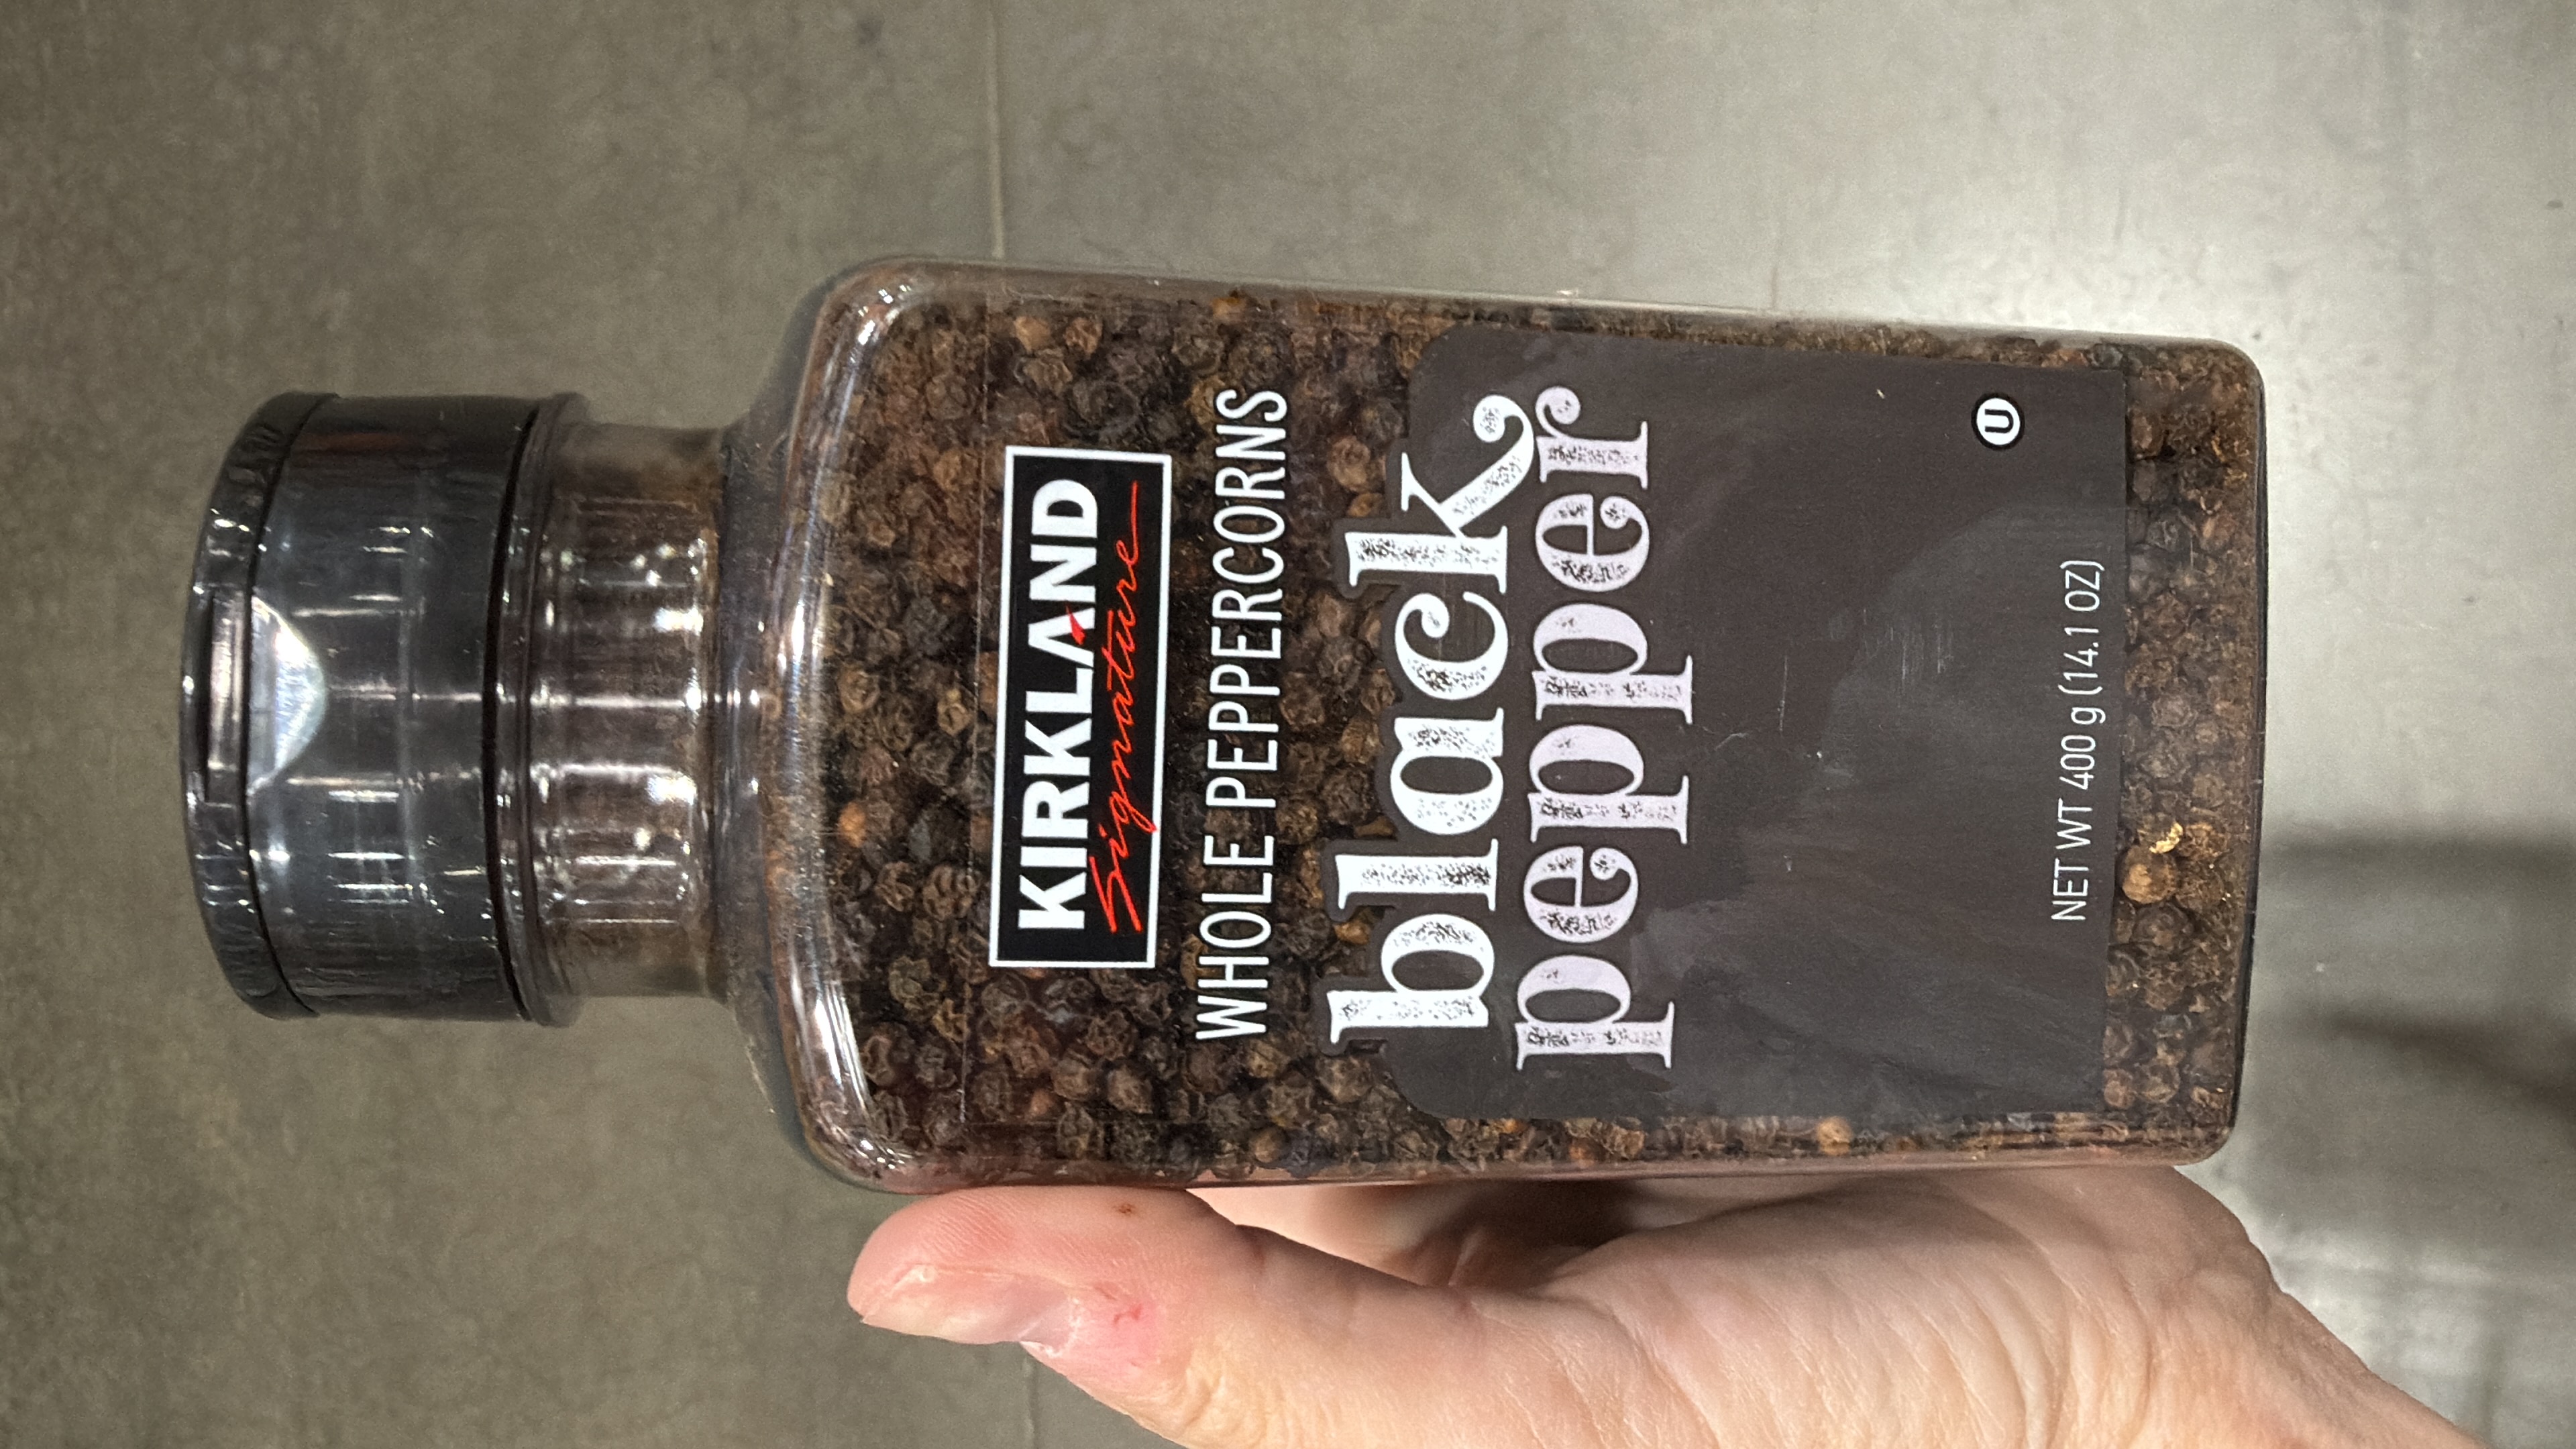 KIRKLAND
Signature
WHOLE PEPPERCORNS
black
pepper
U
NET WT 400 g (14.1 OZ)